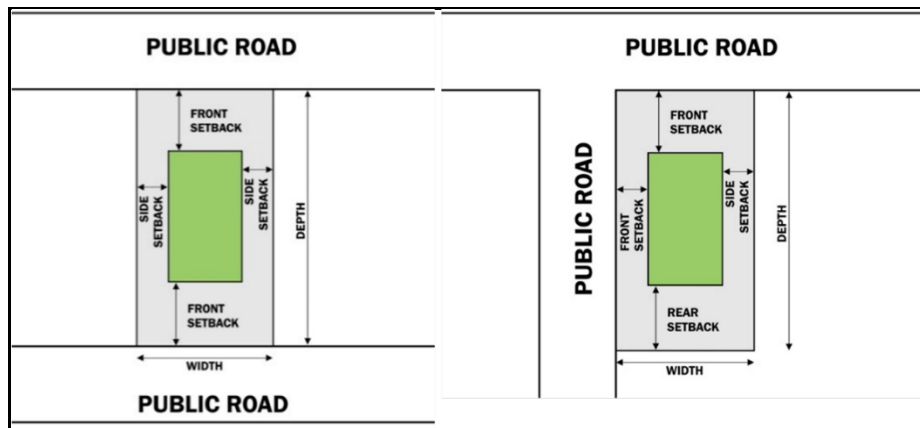 PUBLIC ROAD
FRONT
SETBACK
SIDE
SETBACK
SIDE
SETBACK
DEPTH
FRONT
SETBACK
WIDTH
PUBLIC ROAD
PUBLIC ROAD
PUBLIC ROAD
FRONT
SETBACK
FRONT
SETBACK
SIDE
SETBACK
DEPTH
REAR
SETBACK
WIDTH